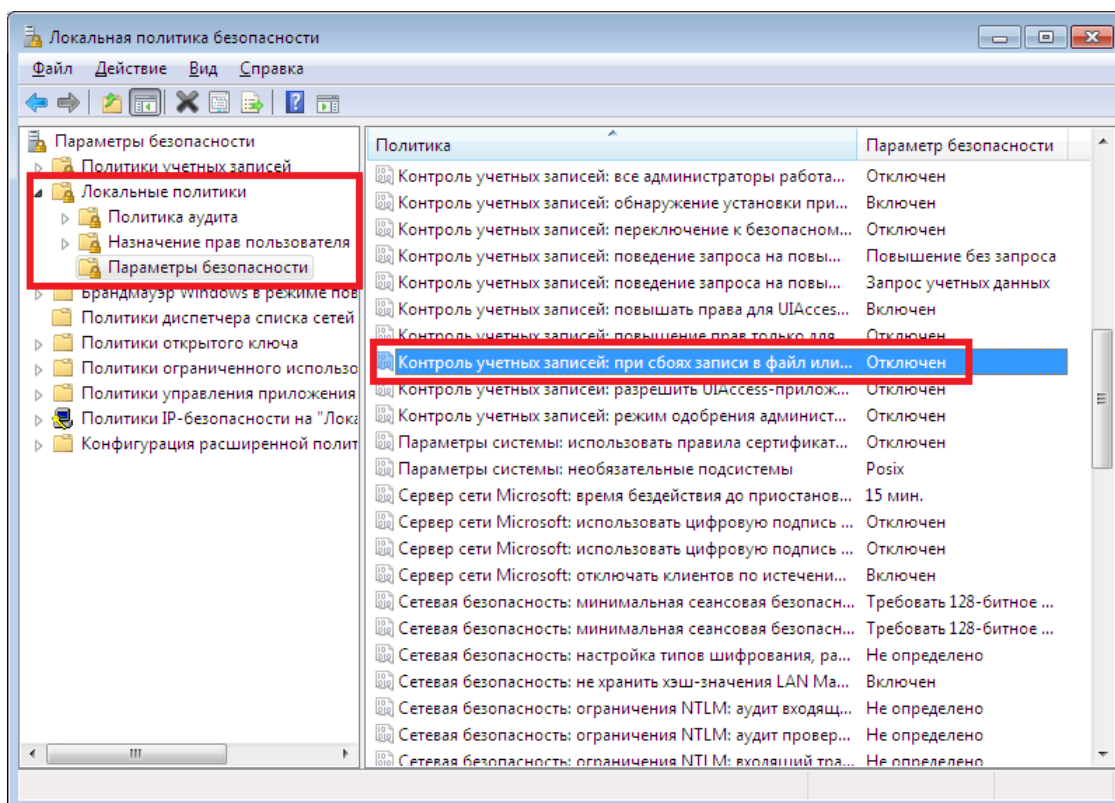 Локальная политика безопасности
Файл Действие Вид Справка
Параметры безопасности
Политики учетных записей
Локальные политики
Политика аудита
Назначение прав пользователя
Параметры безопасности
Брандмауэр Windows в режиме пов
Политики диспетчера списка сетей
Политики открытого ключа
Политики ограниченного использо
Политики управления приложения
Политики IP-безопасности на "Лока
Конфигурация расширенной полит
Политика Параметр безопасности
Контроль учетных записей: все администраторы работа... Отключен
Контроль учетных записей: обнаружение установки при... Включен
Контроль учетных записей: переключение к безопасном... Отключен
Контроль учетных записей: поведение запроса на повы... Повышение без запроса
Контроль учетных записей: поведение запроса на повы... Запрос учетных данных
Контроль учетных записей: повышать права для UIAcces... Включен
Контроль учетных записей: повышение прав только для ... Отключен
Контроль учетных записей: при сбоях записи в файл или... Отключен
Контроль учетных записей: разрешить UIAccess-прилож... Отключен
Контроль учетных записей: режим одобрения админист... Отключен
Параметры системы: использовать правила сертификат... Отключен
Параметры системы: необязательные подсистемы Posix
Сервер сети Microsoft: время бездействия до приостанов... 15 мин.
Сервер сети Microsoft: использовать цифровую подпись ... Отключен
Сервер сети Microsoft: использовать цифровую подпись ... Отключен
Сервер сети Microsoft: отключать клиентов по истечени... Включен
Сетевая безопасность: минимальная сеансовая безопасн... Требовать 128-битное ...
Сетевая безопасность: минимальная сеансовая безопасн... Требовать 128-битное ...
Сетевая безопасность: настройка типов шифрования, ра... Не определено
Сетевая безопасность: не хранить хэш-значения LAN Ma... Включен
Сетевая безопасность: ограничения NTLM: аудит входящ... Не определено
Сетевая безопасность: ограничения NTLM: аудит провер... Не определено
Сетевая безопасность: ограничения NTLM: входящий тра... Не определено